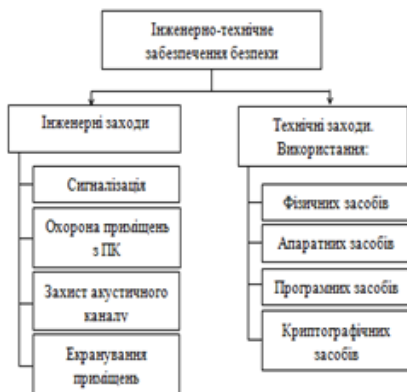 Інженерно-технічне
забезпечення безпеки
Інженерні заходи
Сигналізація
Охорона приміщень
з ПК
Захист акустичного
каналу
Екранування
приміщень
Технічні заходи.
Використання:
Фізичних засобів
Апаратних засобів
Програмних засобів
Криптографічних
засобів